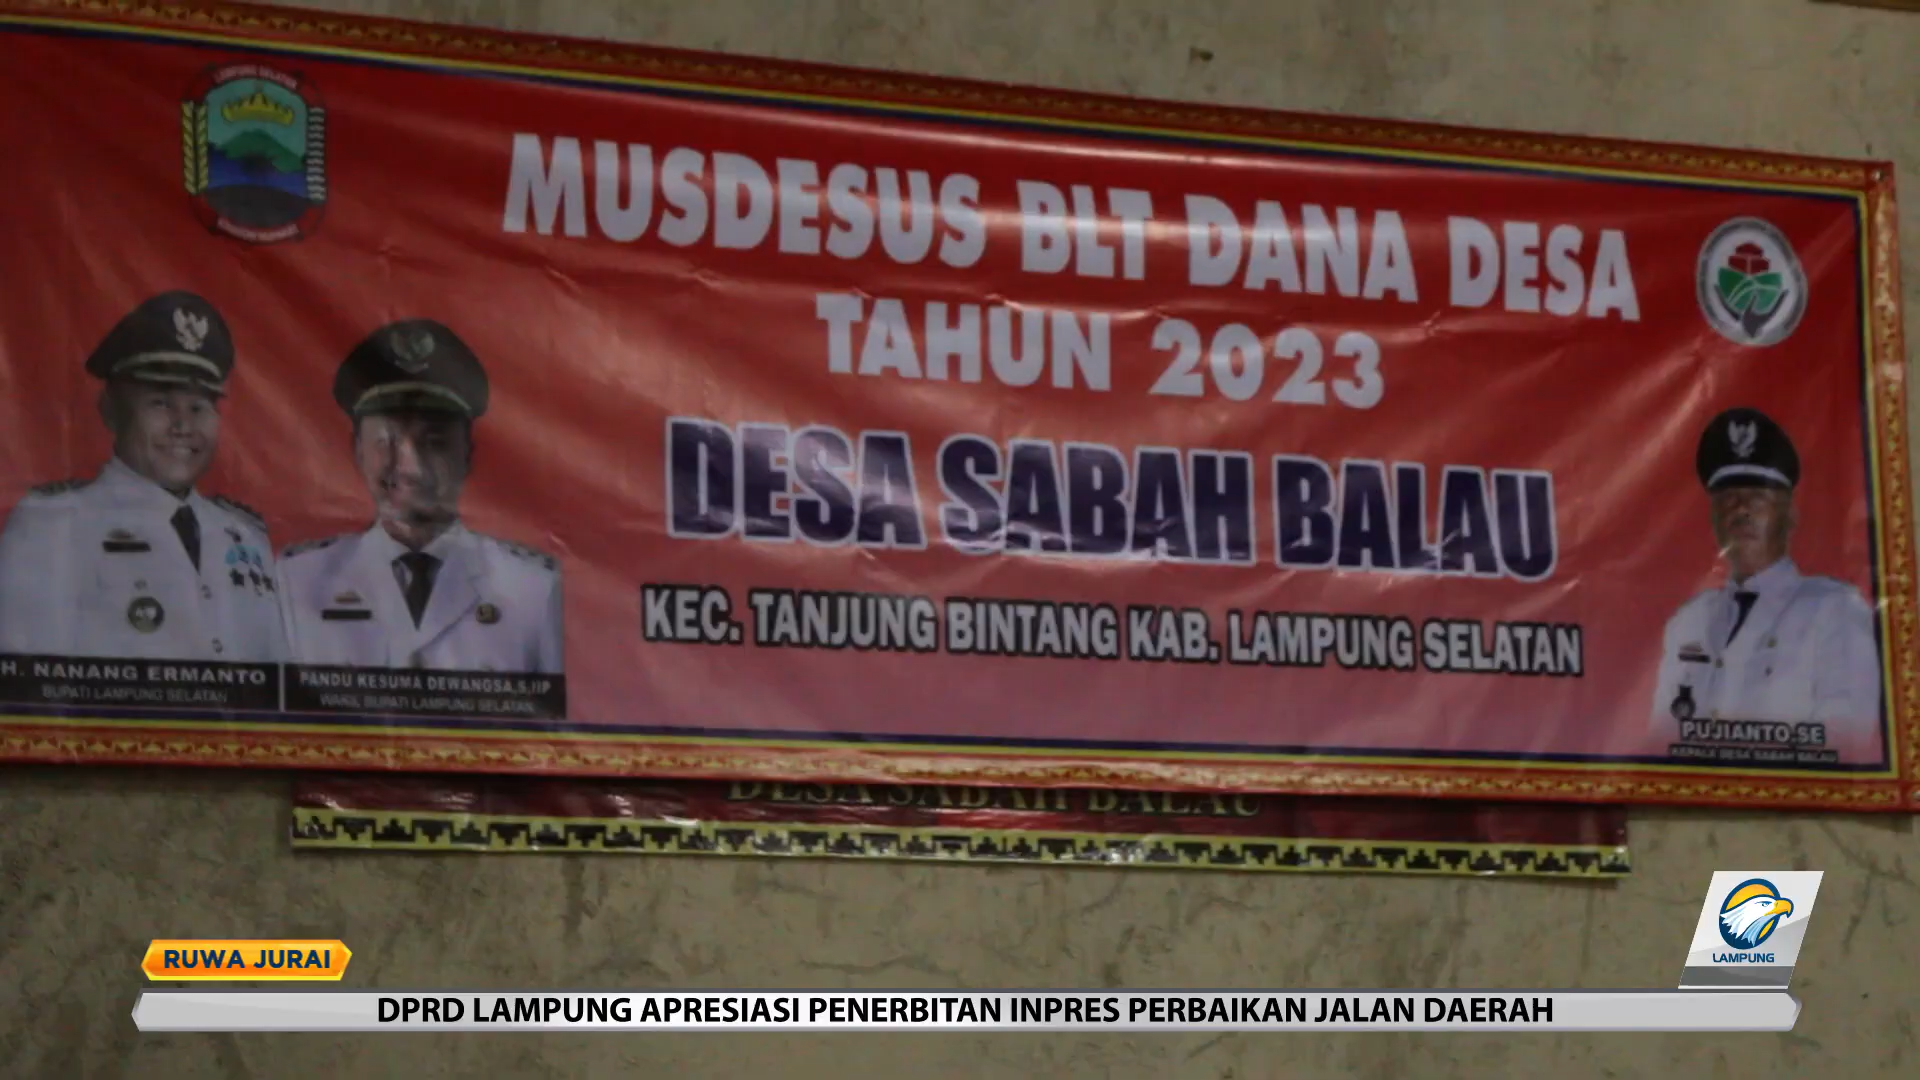 LAMPUNG SELATAN
MUSDESUS BLT DANA DESA
TAHUN 2023
DESA SABAH BALAU
KEC. TANJUNG BINTANG KAB. LAMPUNG SELATAN
H. NANANG ERMANTO
BUPATI LAMPUNG SELATAN
PANDU KESUMA DEWANGSA,S,IIP
WAKIL BUPATI LAMPUNG SELATAN
PUJIANTO.SE
KEPALA DESA SABAH BALAU
DESA SABAH BALAU
LAMPUNG
RUWA JURAI
DPRD LAMPUNG APRESIASI PENERBITAN INPRES PERBAIKAN JALAN DAERAH